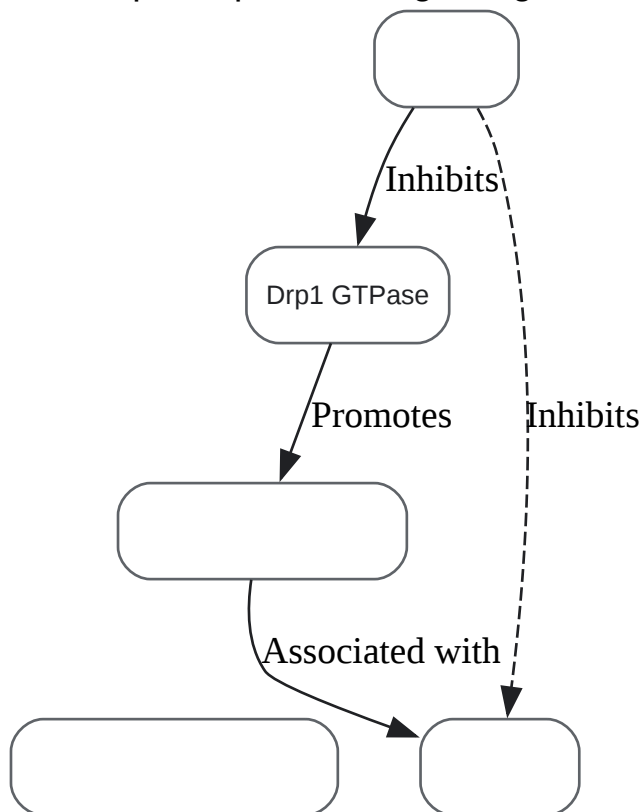 Inhibits
Drp1 GTPase
Promotes
Inhibits
Associated with